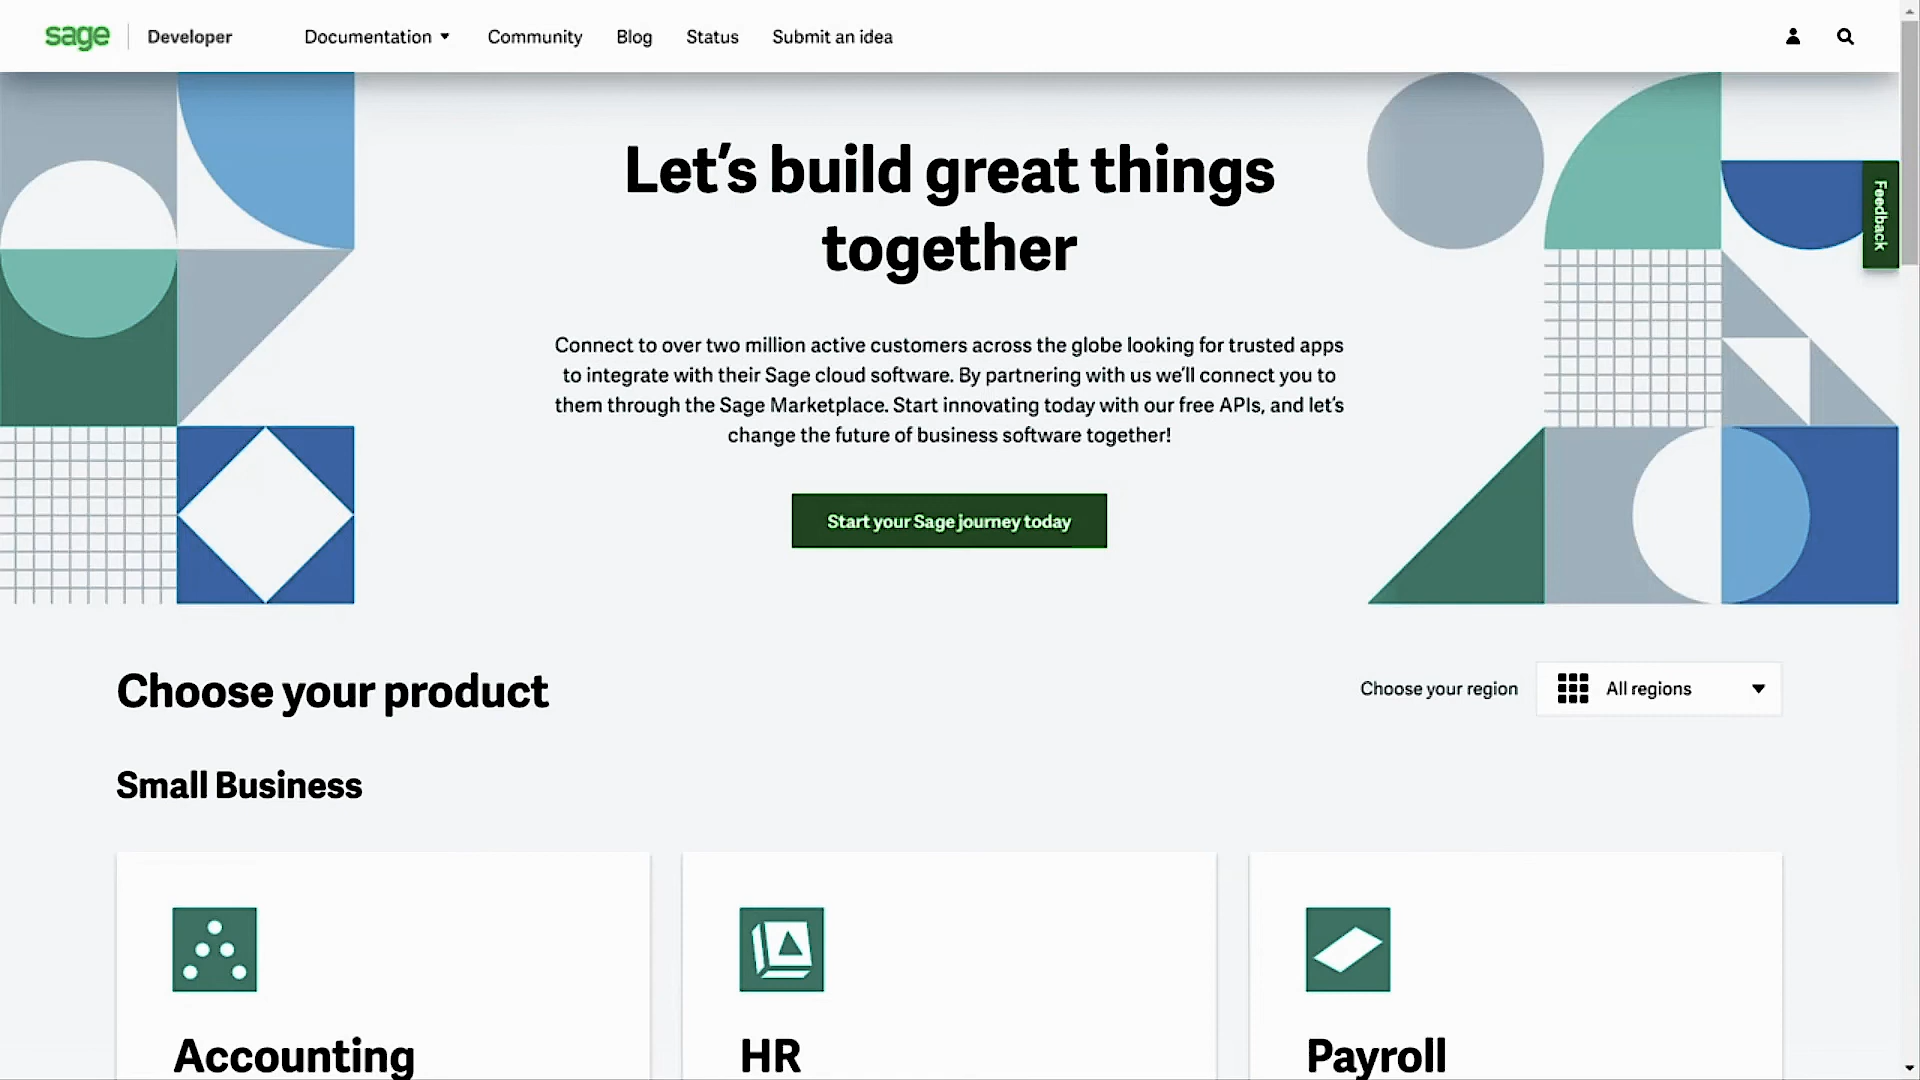 sage
Developer
Documentation
Community
Blog
Status
Submit an idea
Feedback
Let's build great things
together
Connect to over two million active customers across the globe looking for trusted apps
to integrate with their Sage cloud software. By partnering with us we'll connect you to
them through the Sage Marketplace. Start innovating today with our free APIs, and let's
change the future of business software together!
Start your Sage journey today
Choose your product
Choose your region
All regions
Small Business
Accounting
HR
Payroll